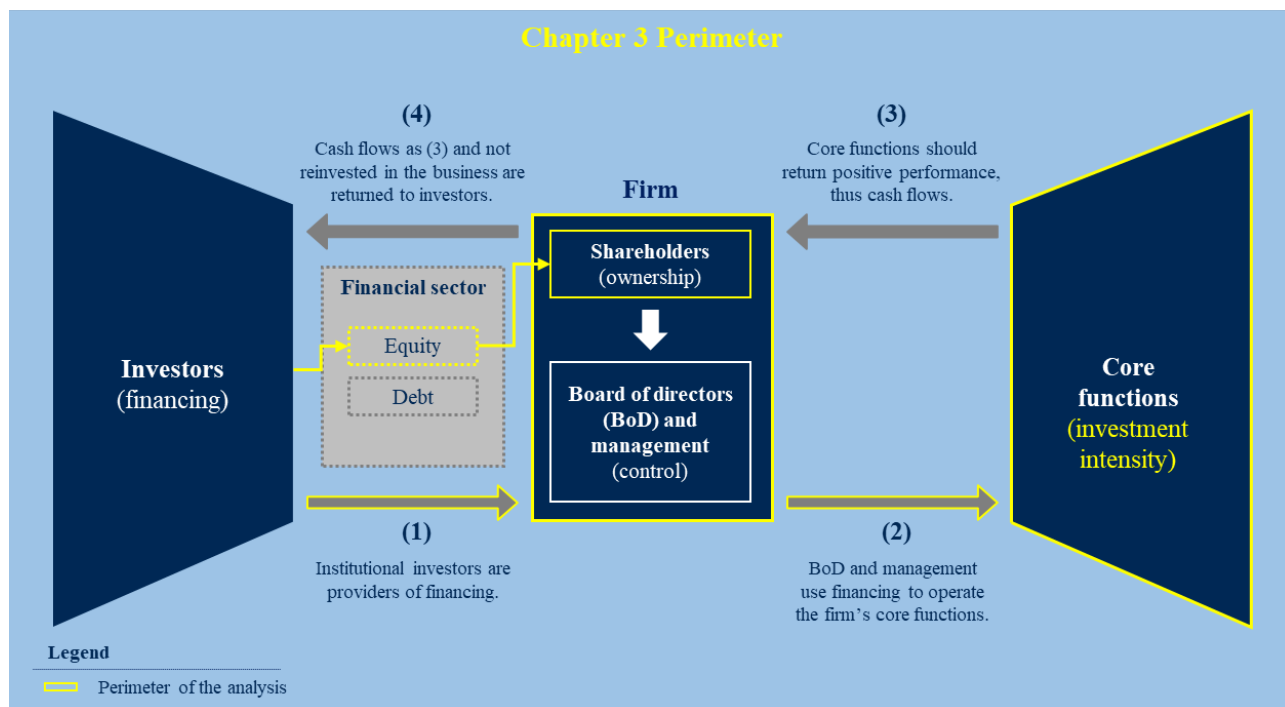 Chapter 3 Perimeter
(4)
Cash flows as (3) and not
reinvested in the business are
returned to investors.
(3)
Core functions should
return positive performance,
thus cash flows.
Firm
Shareholders
(ownership)
Financial sector
Equity
Debt
Investors
(financing)
Board of directors
(BoD) and
management
(control)
Core
functions
(investment
intensity)
(1)
Institutional investors are
providers of financing.
(2)
BoD and management
use financing to operate
the firm’s core functions.
Legend
Perimeter of the analysis